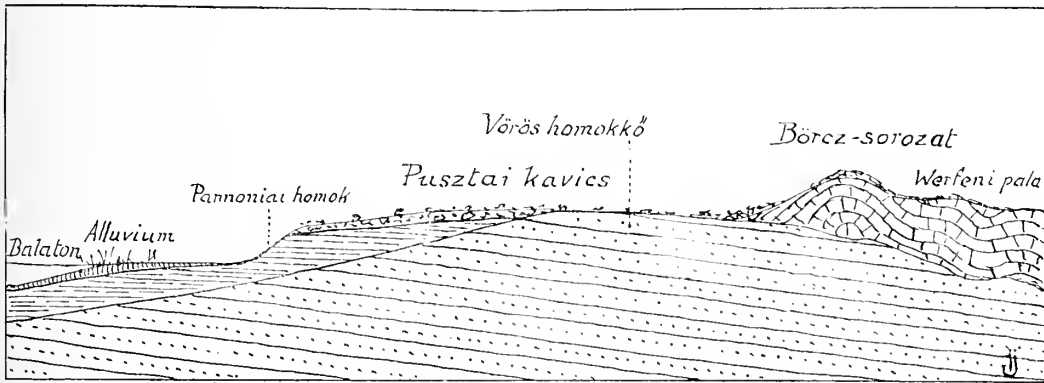 Vörös homokkő
Börcz-sorozat
Pusztai kavics
Werfeni pala
Pannoniai homok
Alluvium
Balaton